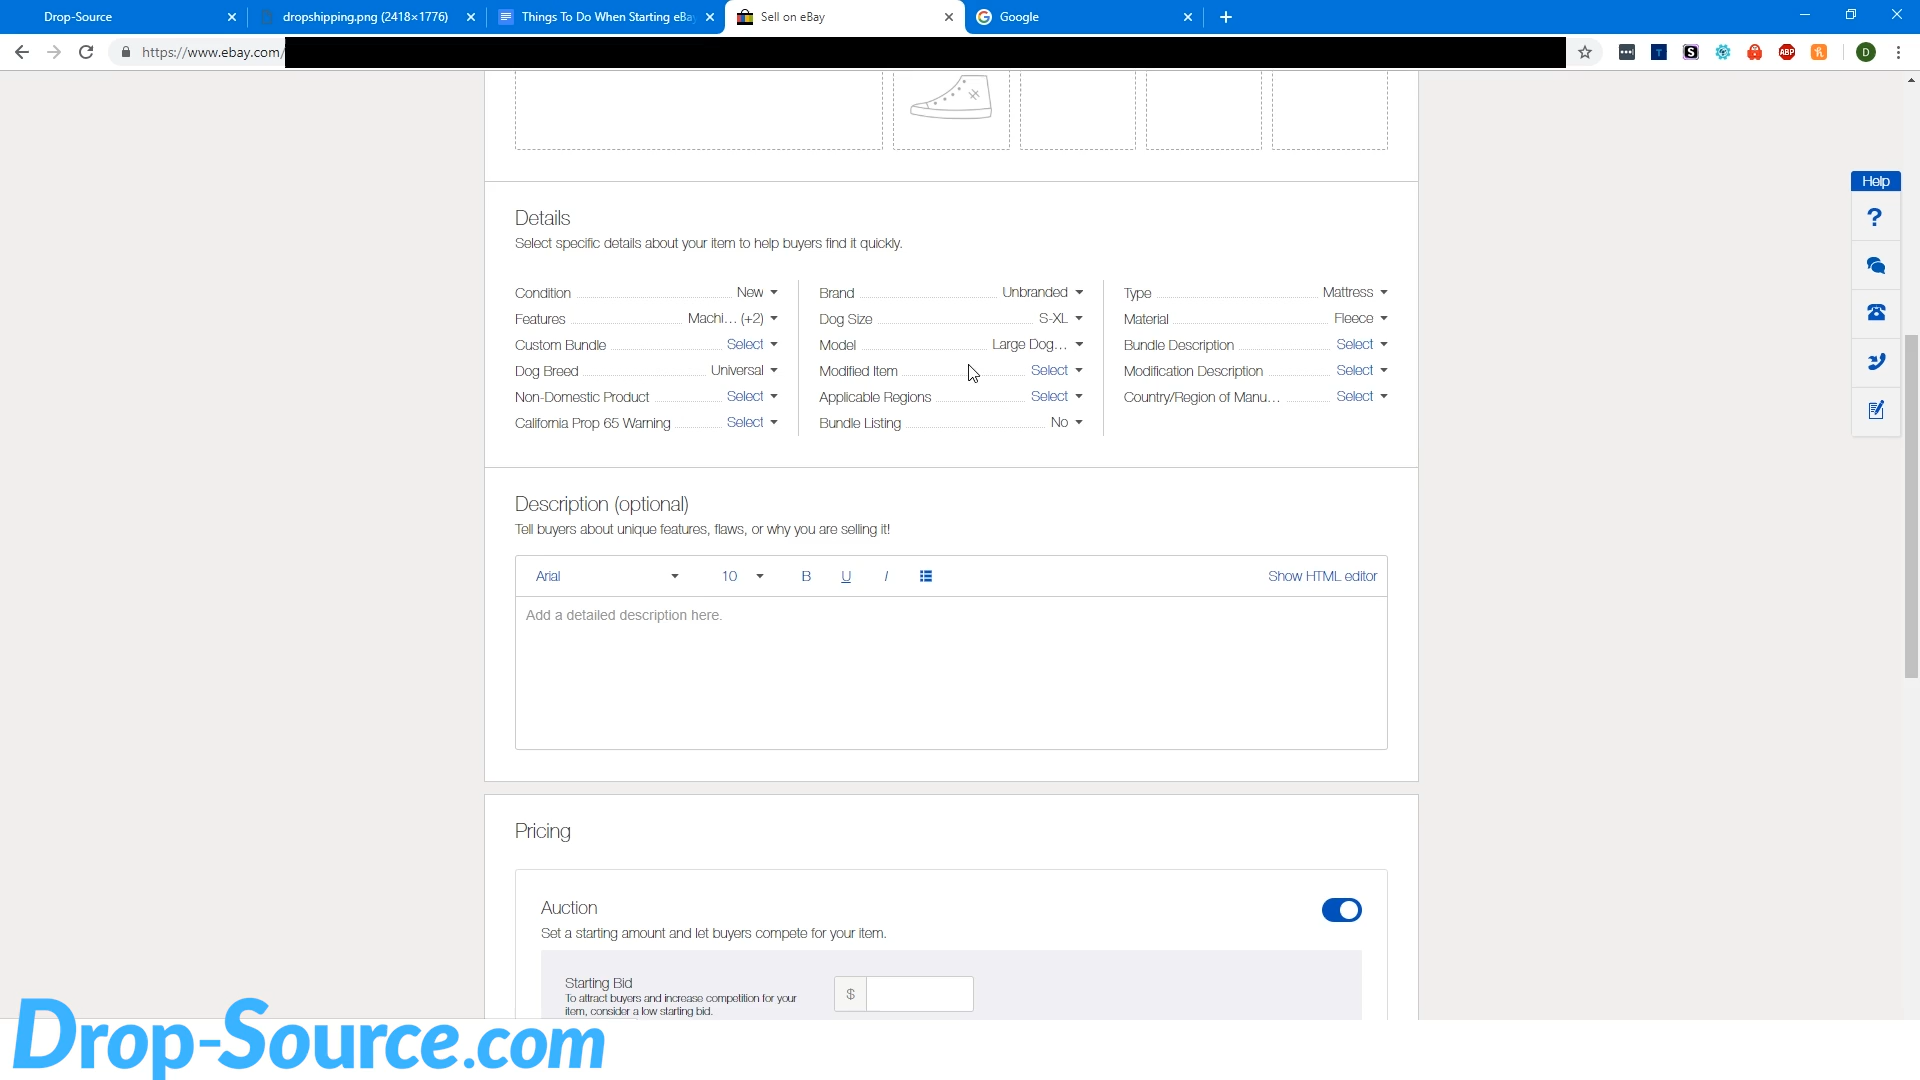 Drop-Source
dropshipping.png (2418×1776)
Things To Do When Starting eBa
Sell on eBay
Google
https://www.ebay.com/
S
T
ABP
D
Help
?
Details
Select specific details about your item to help buyers find it quickly.
Condition New
Features Machi... (+2)
Custom Bundle Select
Dog Breed Universal
Non-Domestic Product Select
California Prop 65 Warning Select
Brand Unbranded
Dog Size S-XL
Model Large Dog...
Modified Item Select
Applicable Regions Select
Bundle Listing No
Type Mattress
Material Fleece
Bundle Description Select
Modification Description Select
Country/Region of Manu... Select
Description (optional)
Tell buyers about unique features, flaws, or why you are selling it!
Arial 10 B U I Show HTML editor
Add a detailed description here.
Pricing
Auction
Set a starting amount and let buyers compete for your item.
Starting Bid
To attract buyers and increase competition for your
item, consider a low starting bid.
$
Drop-Source.com